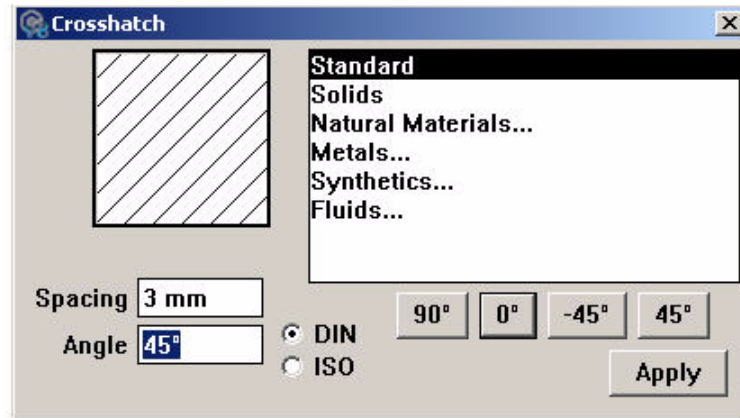 Crosshatch
Standard
Solids
Natural Materials...
Metals...
Synthetics...
Fluids...
Spacing 3 mm
Angle 45°
DIN
ISO
90° 0° -45° 45°
Apply